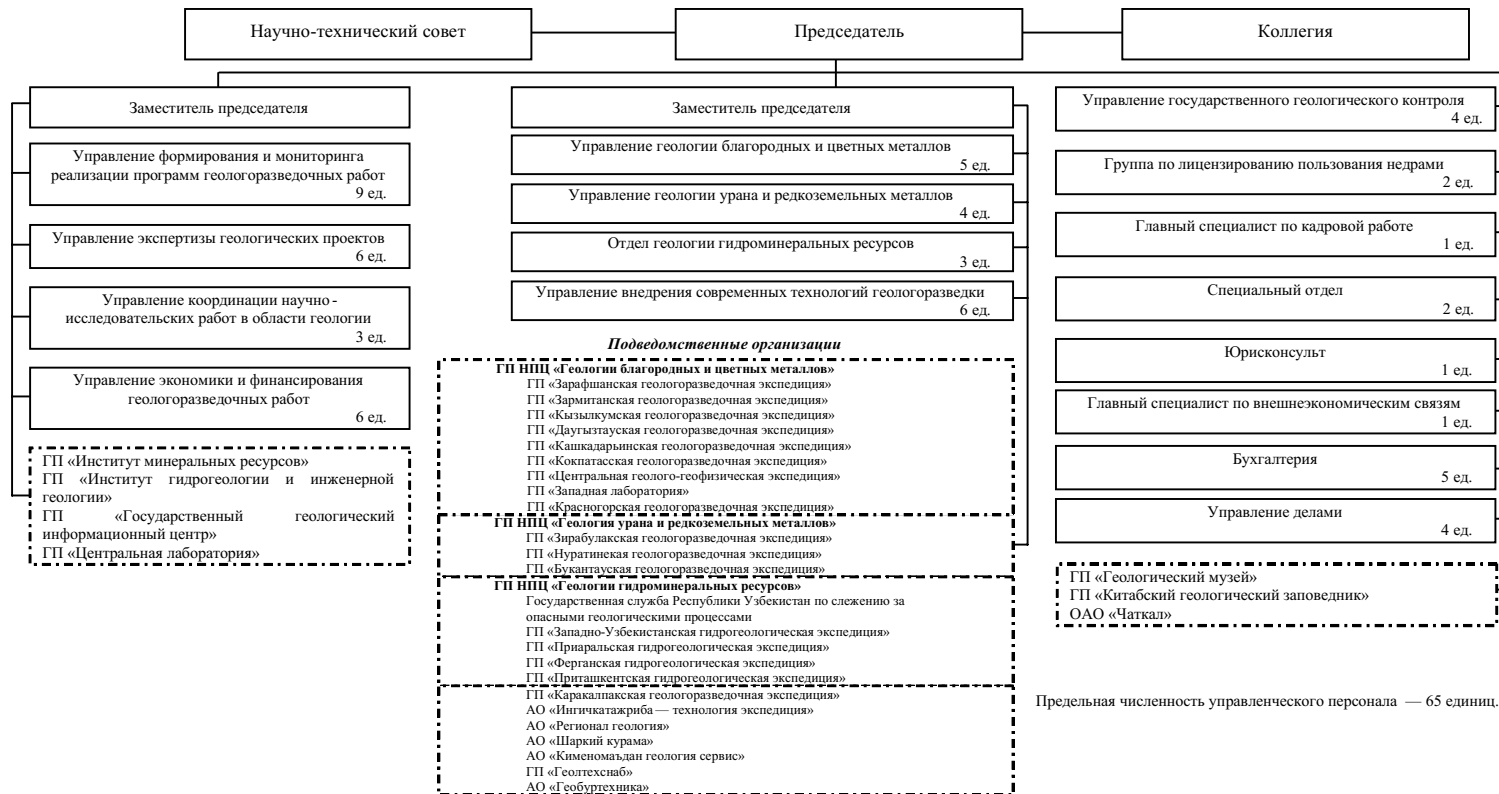 Научно-технический совет
Председатель
Коллегия
Заместитель председателя
Управление формирования и мониторинга
реализации программ геологоразведочных работ
9 ед.
Управление экспертизы геологических проектов
6 ед.
Управление координации научно-
исследовательских работ в области геологии
3 ед.
Управление экономики и финансирования
геологоразведочных работ
6 ед.
ГП «Институт минеральных ресурсов»
ГП «Институт гидрогеологии и инженерной
геологии»
ГП «Государственный геологический
информационный центр»
ГП «Центральная лаборатория»
Заместитель председателя
Управление геологии благородных и цветных металлов
5 ед.
Управление геологии урана и редкоземельных металлов
4 ед.
Отдел геологии гидроминеральных ресурсов
3 ед.
Управление внедрения современных технологий геологоразведки
6 ед.
Подведомственные организации
ГП НПЦ «Геологии благородных и цветных металлов»
ГП «Зарафшанская геологоразведочная экспедиция»
ГП «Зармитанская геологоразведочная экспедиция»
ГП «Кызылкумская геологоразведочная экспедиция»
ГП «Даугызтауская геологоразведочная экспедиция»
ГП «Кашкадарьинская геологоразведочная экспедиция»
ГП «Кокпатасская геологоразведочная экспедиция»
ГП «Центральная геолого-геофизическая экспедиция»
ГП «Западная лаборатория»
ГП «Красногорская геологоразведочная экспедиция»
ГП НПЦ «Геология урана и редкоземельных металлов»
ГП «Зирабулакская геологоразведочная экспедиция»
ГП «Нуратинекая геологоразведочная экспедиция»
ГП «Букантауская геологоразведочная экспедиция»
ГП НПЦ «Геологии гидроминеральных ресурсов»
Государственная служба Республики Узбекистан по слежению за
опасными геологическими процессами
ГП «Западно-Узбекистанская гидрогеологическая экспедиция»
ГП «Приаральская гидрогеологическая экспедиция»
ГП «Ферганская гидрогеологическая экспедиция»
ГП «Приташкентская гидрогеологическая экспедиция»
ГП «Каракалпакская геологоразведочная экспедиция»
АО «Ингичкатажриба — технология экспедиция»
АО «Регионал геология»
АО «Шаркий курама»
АО «Кименомаъдан геология сервис»
ГП «Геолтехснаб»
АО «Геобуртехника»
Управление государственного геологического контроля
4 ед.
Группа по лицензированию пользования недрами
2 ед.
Главный специалист по кадровой работе
1 ед.
Специальный отдел
2 ед.
Юрисконсульт
1 ед.
Главный специалист по внешнеэкономическим связям
1 ед.
Бухгалтерия
5 ед.
Управление делами
4 ед.
ГП «Геологический музей»
ГП «Китабский геологический заповедник»
ОАО «Чаткал»
Предельная численность управленческого персонала — 65 единиц.